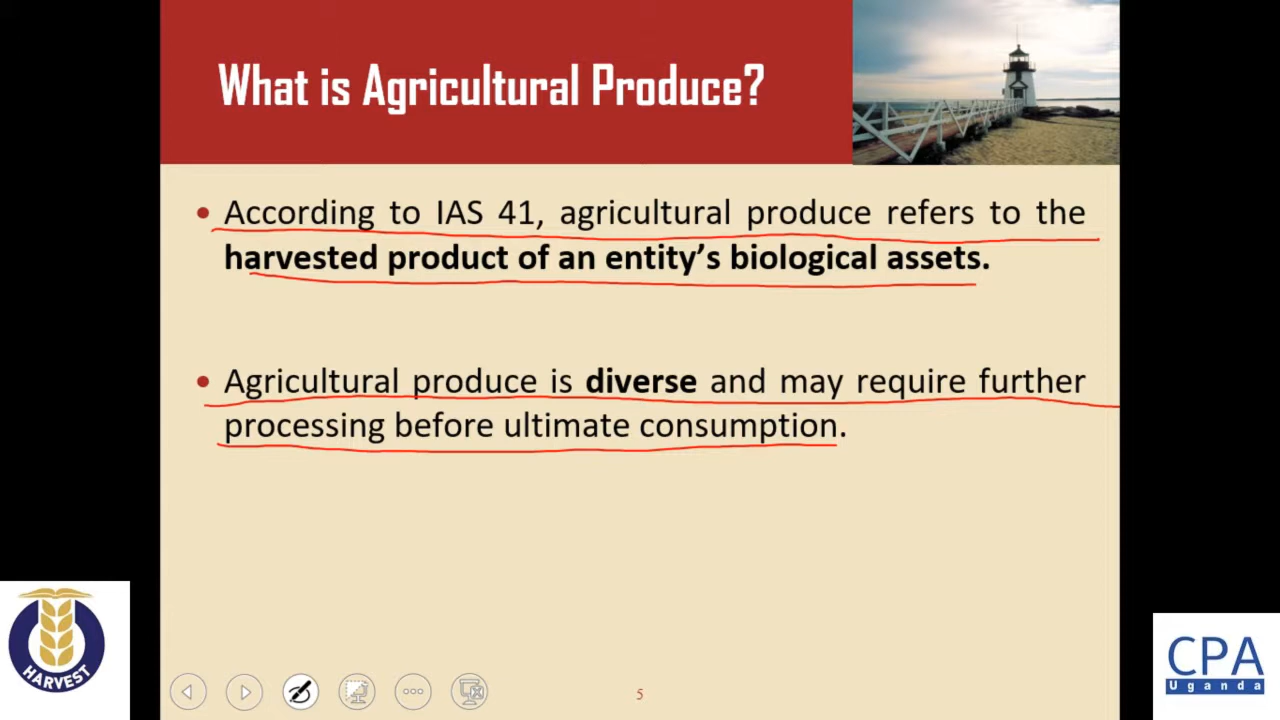 What is Agricultural Produce?
• According to IAS 41, agricultural produce refers to the
harvested product of an entity’s biological assets.
• Agricultural produce is diverse and may require further
processing before ultimate consumption.
HARVEST
5
CPA
Uganda